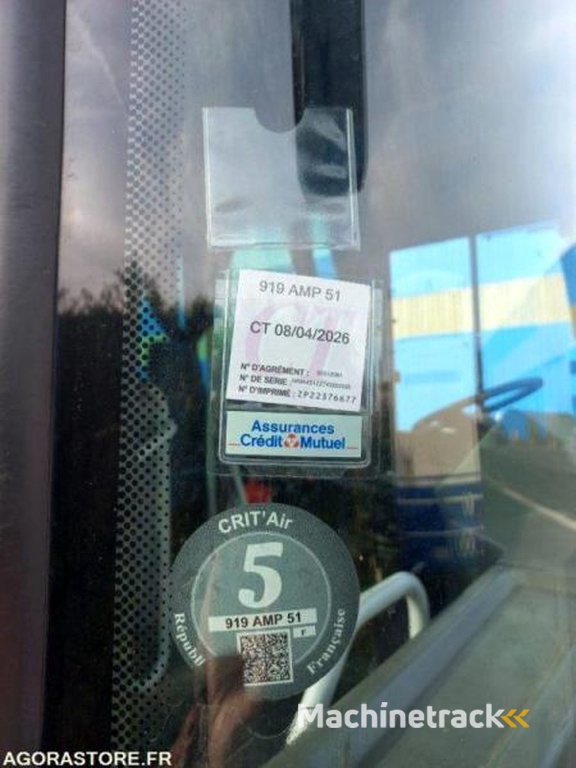 919 AMP 51
CT 08/04/2026
N° D'AGRÉMENT :
N° DE SERIE :
N° D'IMPRIMÉ : ZP22376677
Assurances
Crédit Mutuel
CRIT'Air
5
919 AMP 51
F
Républi
Française
Machinetrack
AGORASTORE.FR